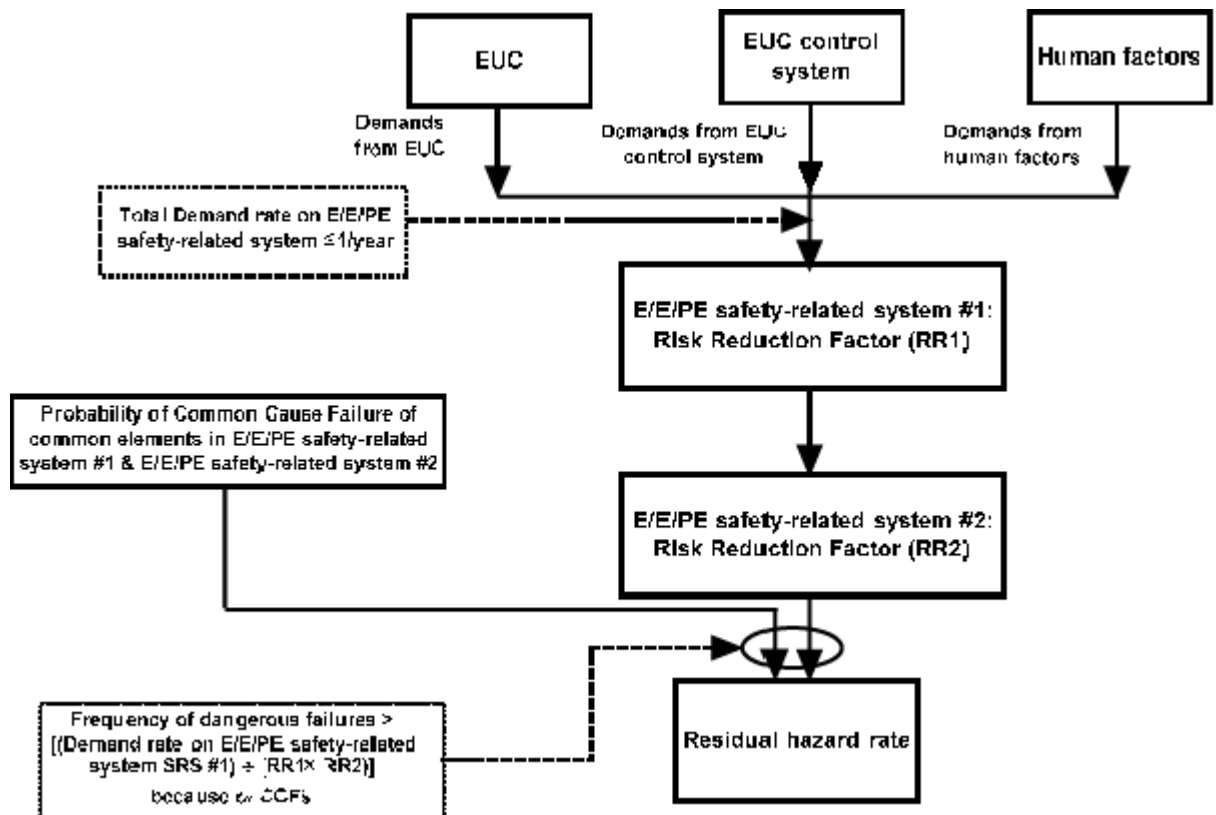 EUC
EUC control
system
Human factors
Demands
from EUC
Demands from EUC
control system
Demands from
human factors
Total Demand rate on E/E/PE
safety-related system ≤1/year
E/E/PE safety-related system #1:
Risk Reduction Factor (RR1)
Probability of Common Cause Failure of
common elements in E/E/PE safety-related
system #1 & E/E/PE safety-related system #2
E/E/PE safety-related system #2:
Risk Reduction Factor (RR2)
Frequency of dangerous failures >
[(Demand rate on E/E/PE safety-related
system SRS #1) ÷ (RR1× RR2)]
because of CCFs
Residual hazard rate